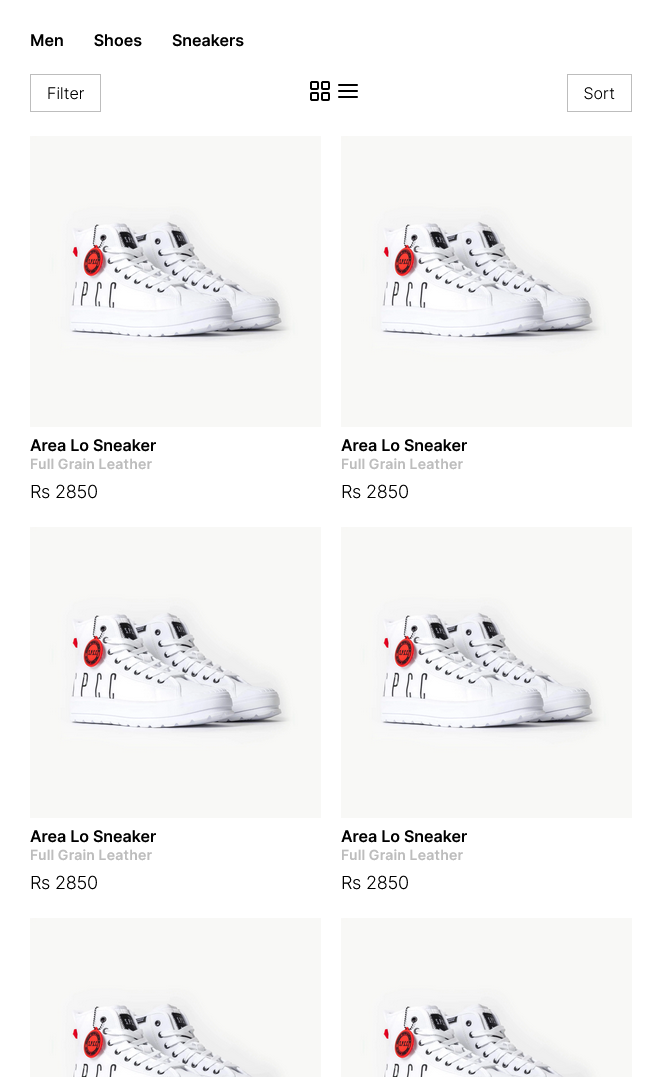 Men Shoes Sneakers
Filter Sort
Area Lo Sneaker Area Lo Sneaker
Full Grain Leather Full Grain Leather
Rs 2850 Rs 2850
Area Lo Sneaker Area Lo Sneaker
Full Grain Leather Full Grain Leather
Rs 2850 Rs 2850